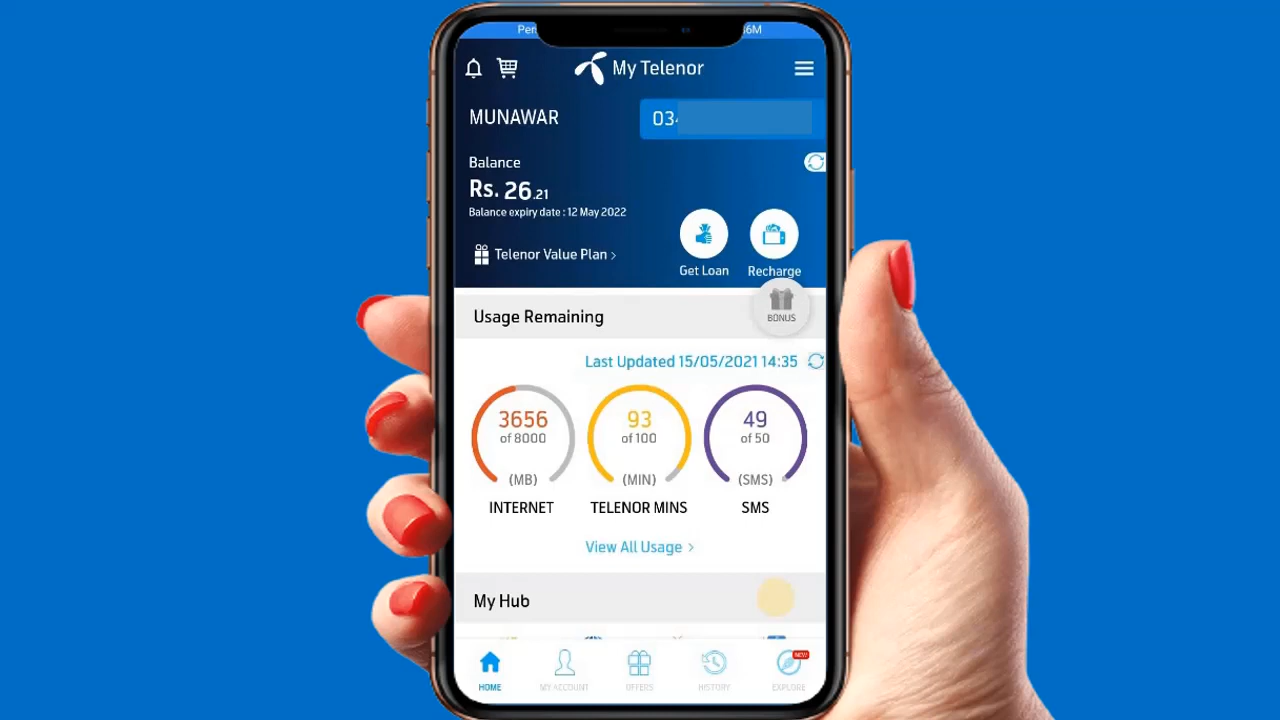 Per
6M
My Telenor
MUNAWAR
034
Balance
Rs. 26.21
Balance expiry date : 12 May 2022
Telenor Value Plan >
Get Loan
Recharge
BONUS
Usage Remaining
Last Updated 15/05/2021 14:35
3656
of 8000
(MB)
INTERNET
93
of 100
(MIN)
TELENOR MINS
49
of 50
(SMS)
SMS
View All Usage >
My Hub
HOME
MY ACCOUNT
OFFERS
HISTORY
NEW
EXPLORE